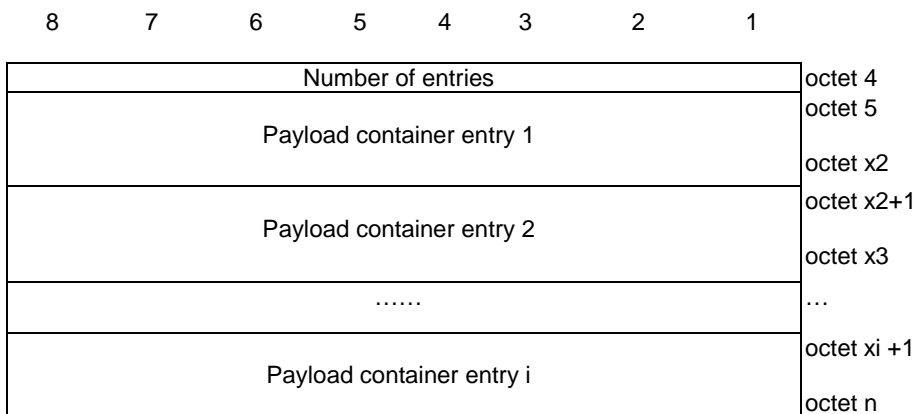 8 7 6 5 4 3 2 1
Number of entries octet 4
octet 5
Payload container entry 1
octet x2
octet x2+1
Payload container entry 2
octet x3
…… …
octet xi +1
Payload container entry i
octet n